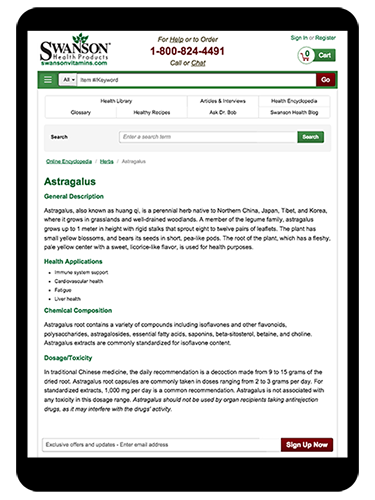 SWANSON
Health Products
swansonvitamins.com
For Help or to Order
1-800-824-4491
Call or Chat
Sign In or Register
0 Cart
All Item #/Keyword Go
Health Library Articles & Interviews Health Encyclopedia
Glossary Healthy Recipes Ask Dr. Bob Swanson Health Blog
Search Enter a search term Search
Online Encyclopedia / Herbs / Astragalus
Astragalus
General Description
Astragalus, also known as huang qi, is a perennial herb native to Northern China, Japan, Tibet, and Korea,
where it grows in grasslands and well-drained woodlands. A member of the legume family, astragalus
grows up to 1 meter in height with rigid stalks that sprout eight to twelve pairs of leaflets. The plant has
small yellow blossoms, and bears its seeds in short, pea-like pods. The root of the plant, which has a fleshy,
pale yellow center with a sweet, licorice-like flavor, is used for health purposes.
Health Applications
Immune system support
Cardiovascular health
Fatigue
Liver health
Chemical Composition
Astragalus root contains a variety of compounds including isoflavones and other flavonoids,
polysaccharides, astragalosides, essential fatty acids, saponins, beta-sitosterol, betaine, and choline.
Astragalus extracts are commonly standardized for isoflavone content.
Dosage/Toxicity
In traditional Chinese medicine, the daily recommendation is a decoction made from 9 to 15 grams of the
dried root. Astragalus root capsules are commonly taken in doses ranging from 2 to 3 grams per day. For
standardized extracts, 1,000 mg per day is a common recommendation. Astragalus is not associated with
any toxicity in this dosage range. Astragalus should not be used by organ recipients taking antirejection
drugs, as it may interfere with the drugs' activity.
Exclusive offers and updates - Enter email address Sign Up Now